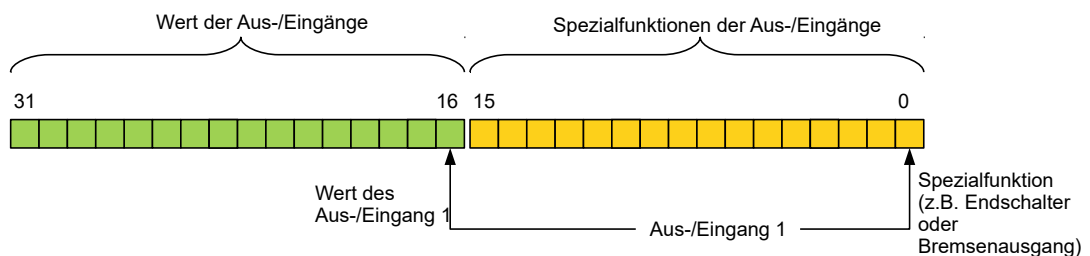 Wert der Aus-/Eingänge
Spezialfunktionen der Aus-/Eingänge
31
16
15
0
Wert des
Aus-/Eingang 1
Aus-/Eingang 1
Spezialfunktion
(z.B. Endschalter
oder
Bremsenausgang)